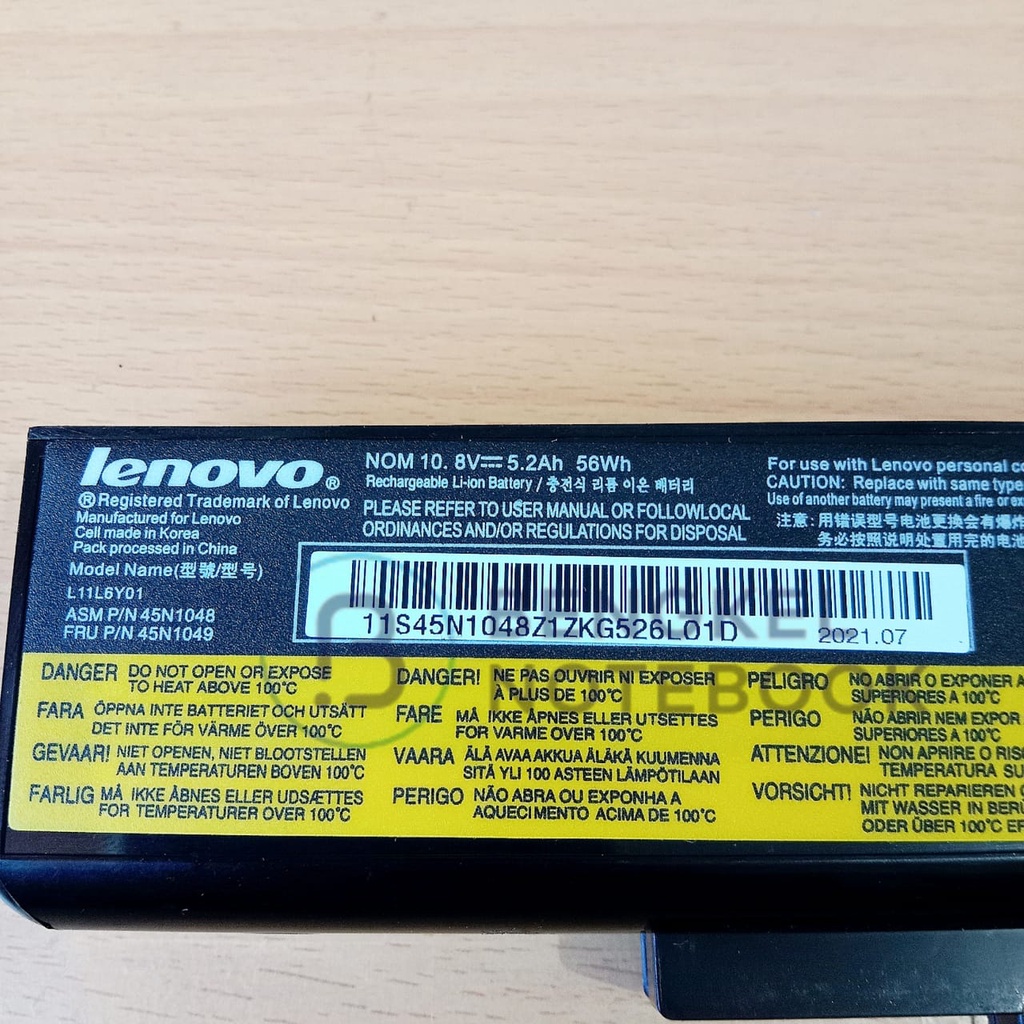 lenovo®
®Registered Trademark of Lenovo
Manufactured for Lenovo
Cell made in Korea
Pack processed in China
Model Name(型號/型号)
L11L6Y01
ASM P/N 45N1048
FRU P/N 45N1049
NOM 10. 8V⎓ 5.2Ah 56Wh
Rechargeable Li-ion Battery / 충전식 리튬 이온 배터리
PLEASE REFER TO USER MANUAL OR FOLLOWLOCAL
ORDINANCES AND/OR REGULATIONS FOR DISPOSAL
For use with Lenovo personal
CAUTION: Replace with same type
Use of another battery may present a fire or
注意: 用错误型号电池更换会有爆炸
务必按照说明处置用完的电池
11S45N1048Z1ZKG526L01D
2021.07
NOTEBOOK
DANGER DO NOT OPEN OR EXPOSE
TO HEAT ABOVE 100°C
FARA ÖPPNA INTE BATTERIET OCH UTSÄTT
DET INTE FÖR VÄRME ÖVER 100°C
GEVAAR! NIET OPENEN, NIET BLOOTSTELLEN
AAN TEMPERATUREN BOVEN 100°C
FARLIG MÅ IKKE ÅBNES ELLER UDSÆTTES
FOR TEMPERATURER OVER 100°C
DANGER! NE PAS OUVRIR NI EXPOSER
À PLUS DE 100°C
FARE MÅ IKKE ÅPNES ELLER UTSETTES
FOR VARME OVER 100°C
VAARA ÄLÄ AVAA AKKUA ÄLÄKÄ KUUMENNA
SITÄ YLI 100 ASTEEN LÄMPÖTILAAN
PERIGO NÃO ABRA OU EXPONHA A
AQUECIMENTO ACIMA DE 100°C
PELIGRO NO ABRIR O EXPONER A
SUPERIORES A 100°C
PERIGO NÃO ABRIR NEM EXPOR
SUPERIORES A 100°C
ATTENZIONE! NON APRIRE O
TEMPERATURA
VORSICHT! NICHT REPARIEREN
MIT WASSER IN
ODER ÜBER 100°C